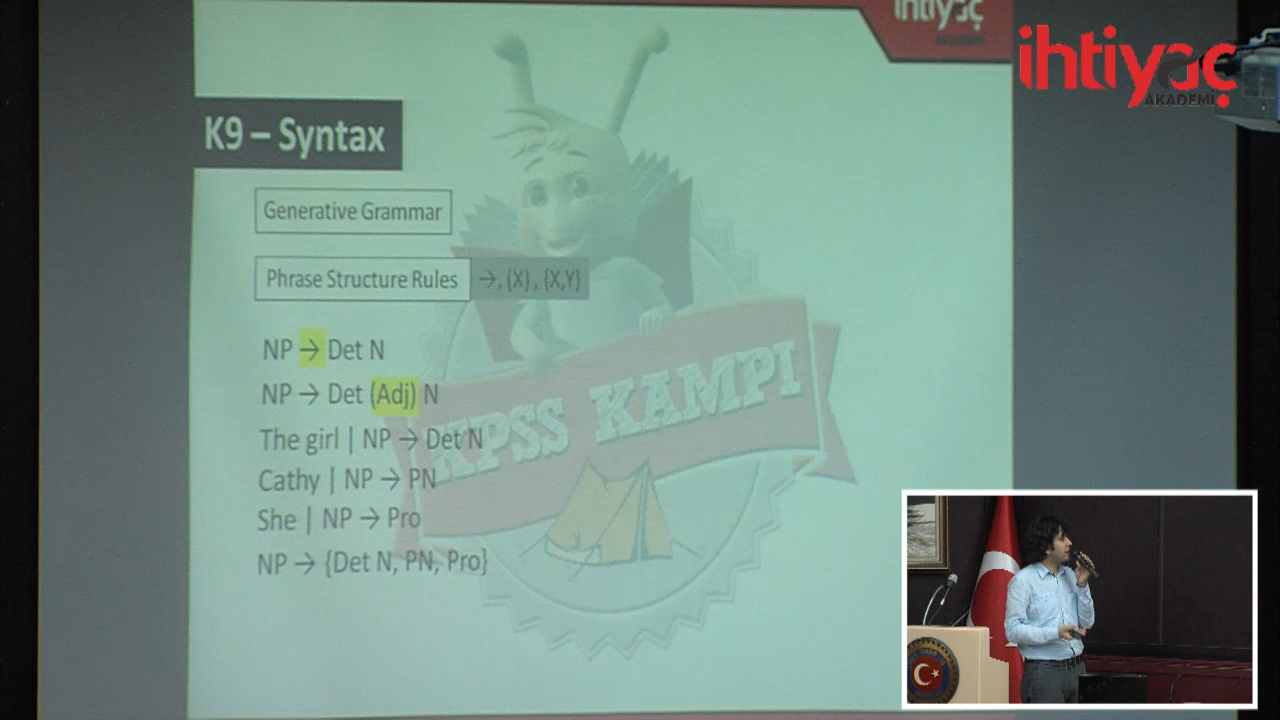 ihtiyaç
AKADEMİ
ihtiyaç
AKADEMİ
K9 – Syntax
Generative Grammar
Phrase Structure Rules →, (X) , {X,Y}
NP → Det N
NP → Det (Adj) N
The girl | NP → Det N
Cathy | NP → PN
She | NP → Pro
NP → {Det N, PN, Pro}
KPSS KAMPI